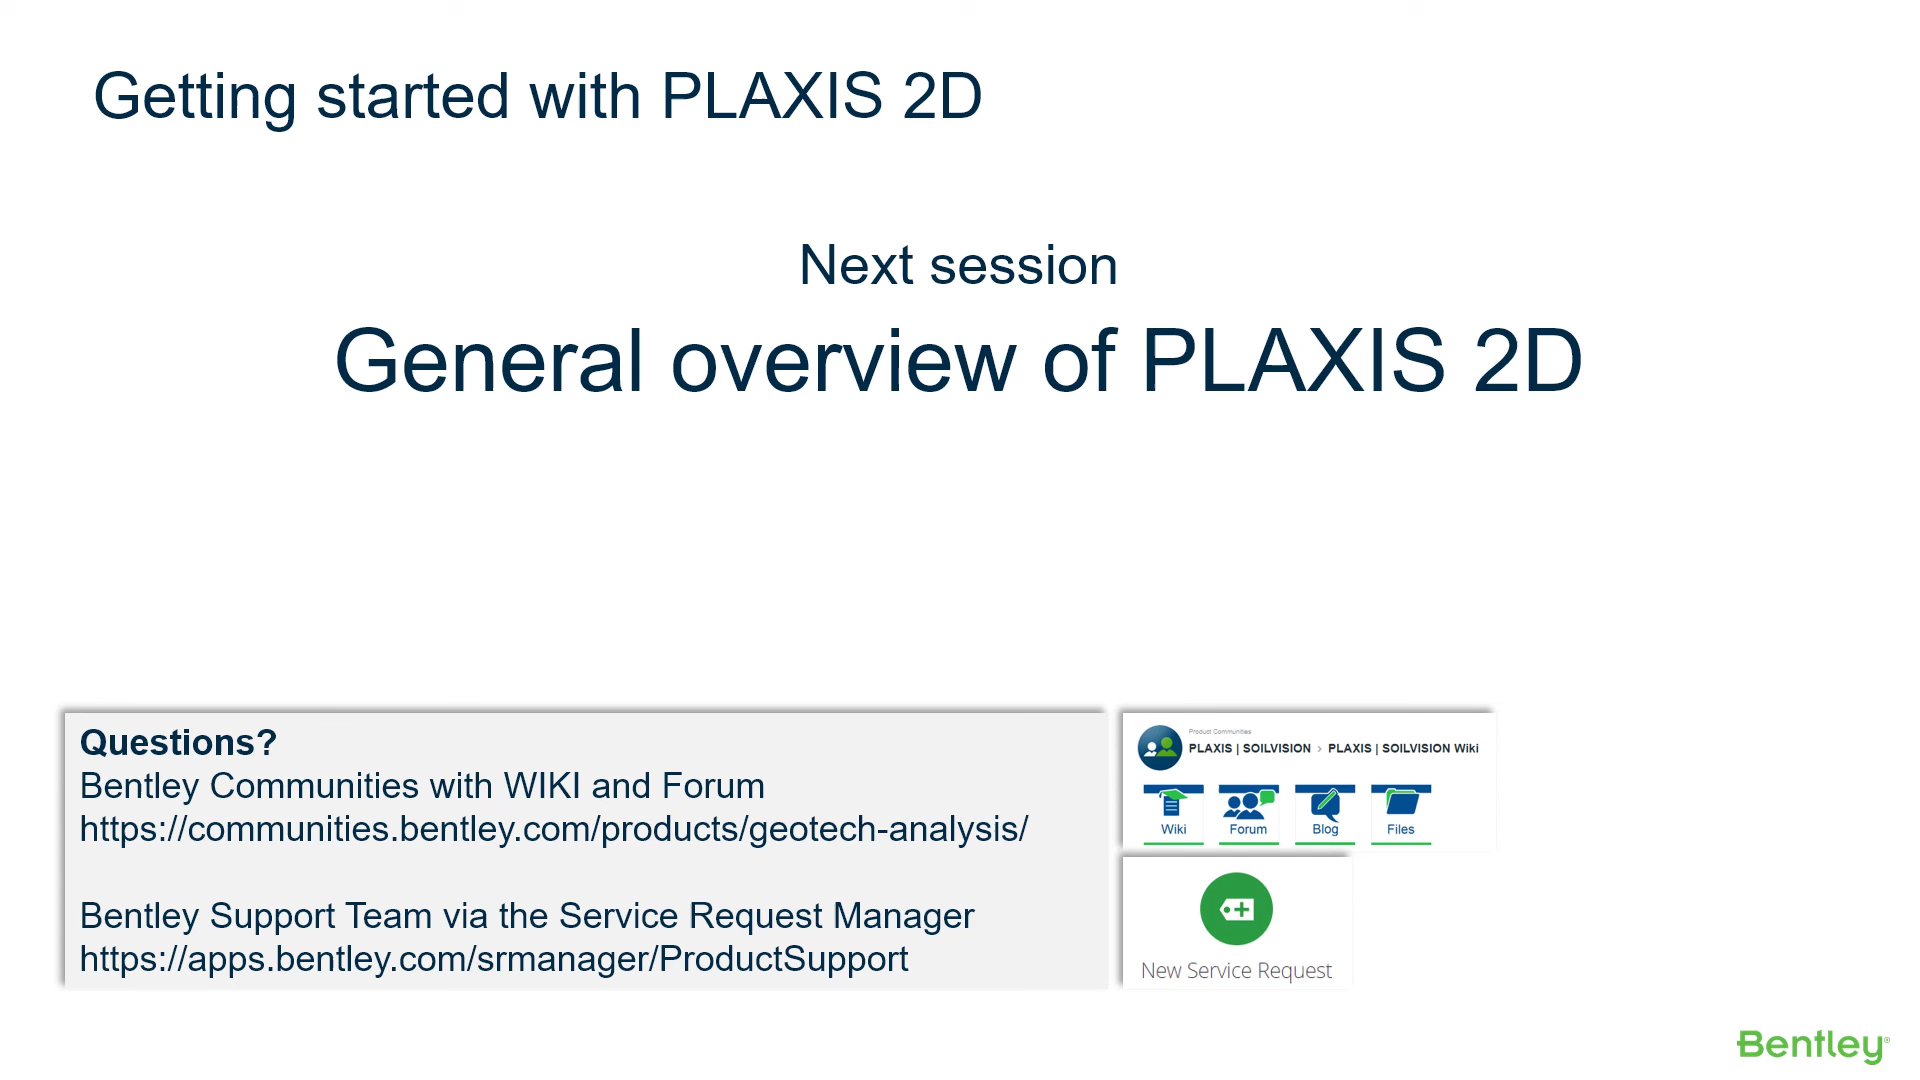 Getting started with PLAXIS 2D
Next session
General overview of PLAXIS 2D
Questions?
Bentley Communities with WIKI and Forum
https://communities.bentley.com/products/geotech-analysis/
Bentley Support Team via the Service Request Manager
https://apps.bentley.com/srmanager/ProductSupport
Product Communities
PLAXIS | SOILVISION › PLAXIS | SOILVISION Wiki
Wiki Forum Blog Files
New Service Request
Bentley®